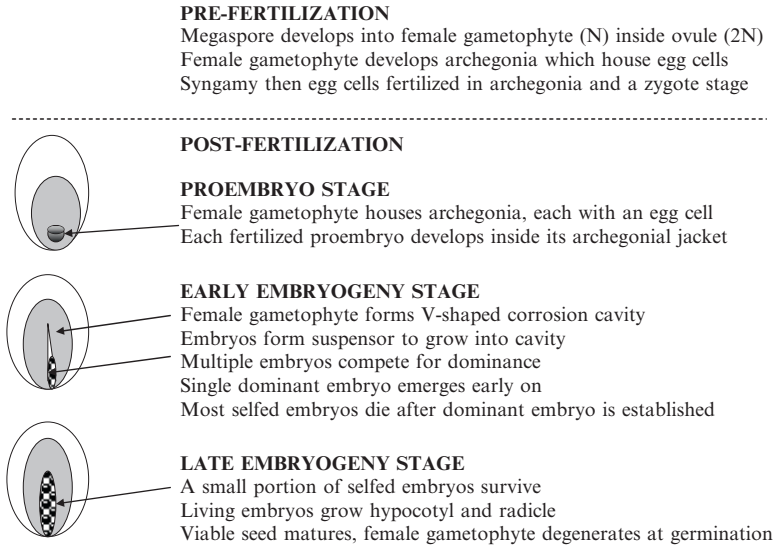 PRE-FERTILIZATION
Megaspore develops into female gametophyte (N) inside ovule (2N)
Female gametophyte develops archegonia which house egg cells
Syngamy then egg cells fertilized in archegonia and a zygote stage
POST-FERTILIZATION
PROEMBRYO STAGE
Female gametophyte houses archegonia, each with an egg cell
Each fertilized proembryo develops inside its archegonial jacket
EARLY EMBRYOGENY STAGE
Female gametophyte forms V-shaped corrosion cavity
Embryos form suspensor to grow into cavity
Multiple embryos compete for dominance
Single dominant embryo emerges early on
Most selfed embryos die after dominant embryo is established
LATE EMBRYOGENY STAGE
A small portion of selfed embryos survive
Living embryos grow hypocotyl and radicle
Viable seed matures, female gametophyte degenerates at germination